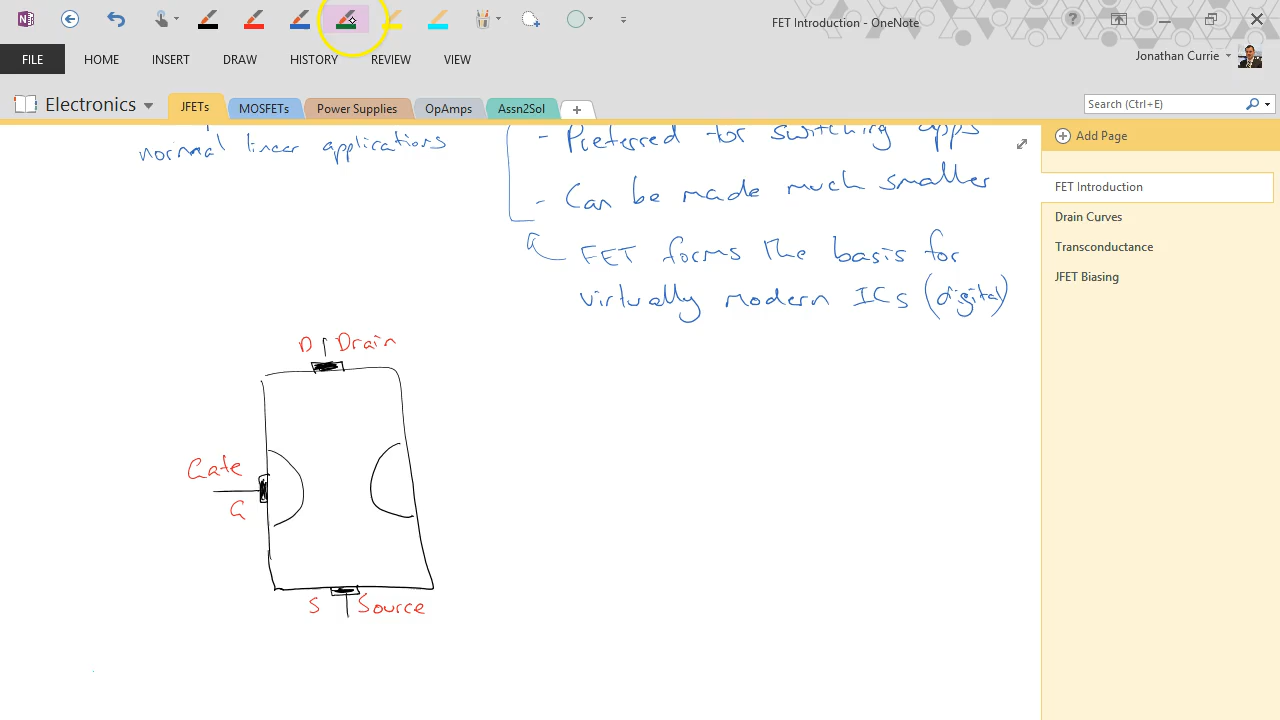 FET Introduction - OneNote
?
FILE
HOME
INSERT
DRAW
HISTORY
REVIEW
VIEW
Jonathan Currie
Electronics
JFETs
MOSFETs
Power Supplies
OpAmps
Assn2Sol
Search (Ctrl+E)
normal linear applications
- Preferred for switching apps
- Can be made much smaller
FET forms the basis for
virtually modern ICs (digital)
D Drain
Gate
G
S Source
Add Page
FET Introduction
Drain Curves
Transconductance
JFET Biasing